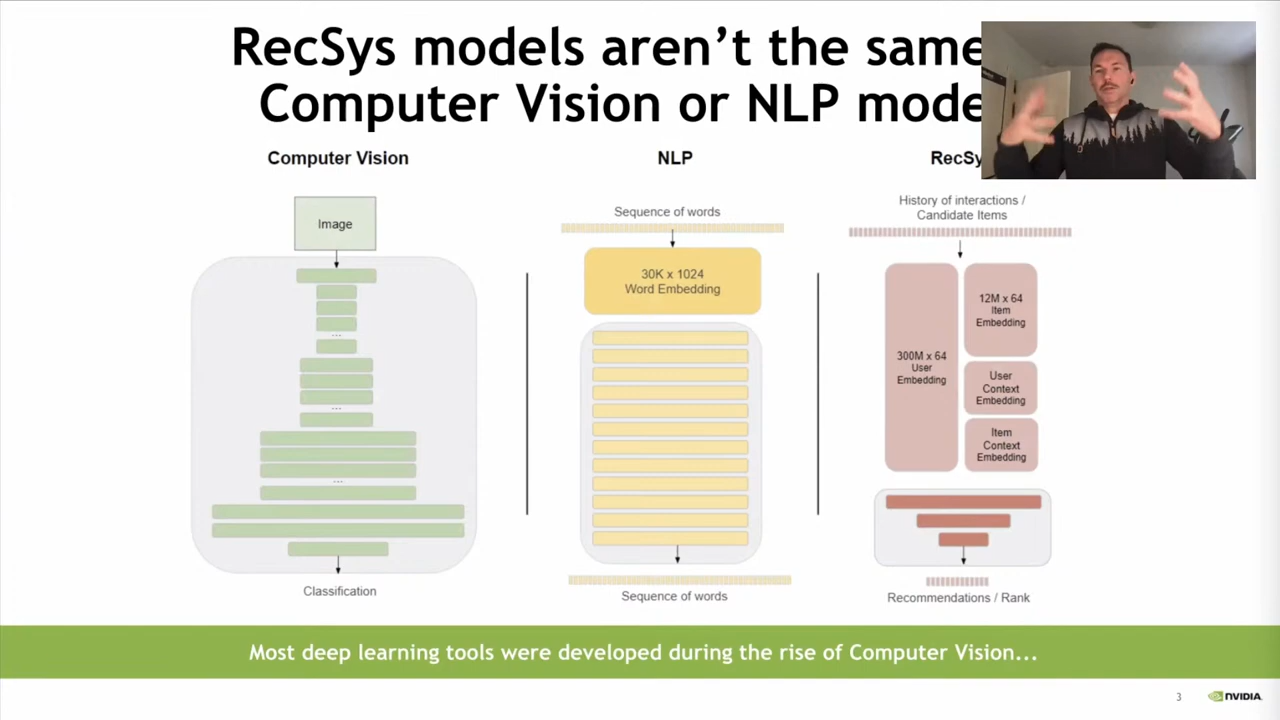 RecSys models aren't the same
Computer Vision or NLP mode
Computer Vision
Image
...
...
...
Classification
NLP
Sequence of words
30K x 1024
Word Embedding
Sequence of words
RecSy
History of interactions /
Candidate Items
300M x 64
User
Embedding
12M x 64
Item
Embedding
User
Context
Embedding
Item
Context
Embedding
Recommendations / Rank
Most deep learning tools were developed during the rise of Computer Vision...
3
NVIDIA.